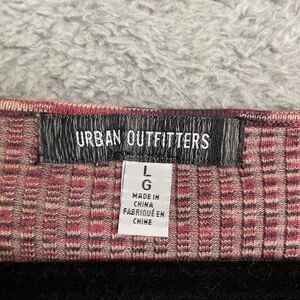 URBAN OUTFITTERS
L
G
MADE IN
CHINA
FABRIQUÉ EN
CHINE